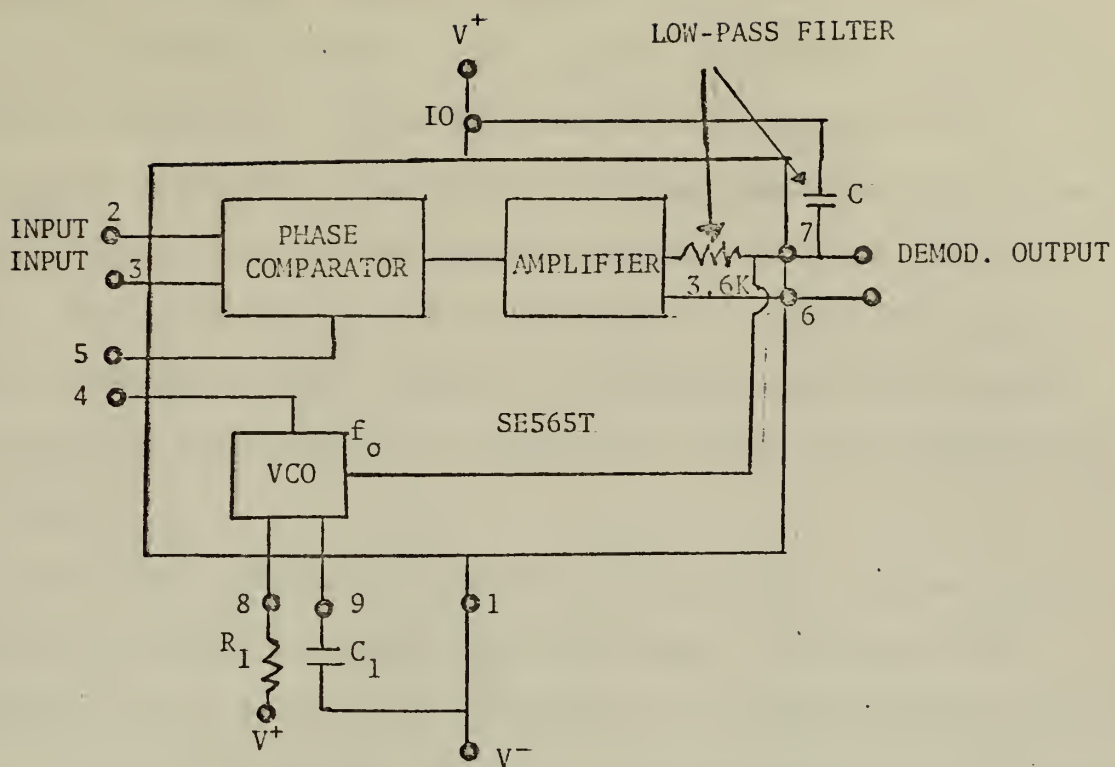 V+
LOW-PASS FILTER
IO
C
INPUT 2
INPUT 3
PHASE
COMPARATOR
AMPLIFIER
3.6K
7
DEMOD. OUTPUT
6
5
4
SE565T
fo
VCO
8
9
1
R1
C1
V+
V−